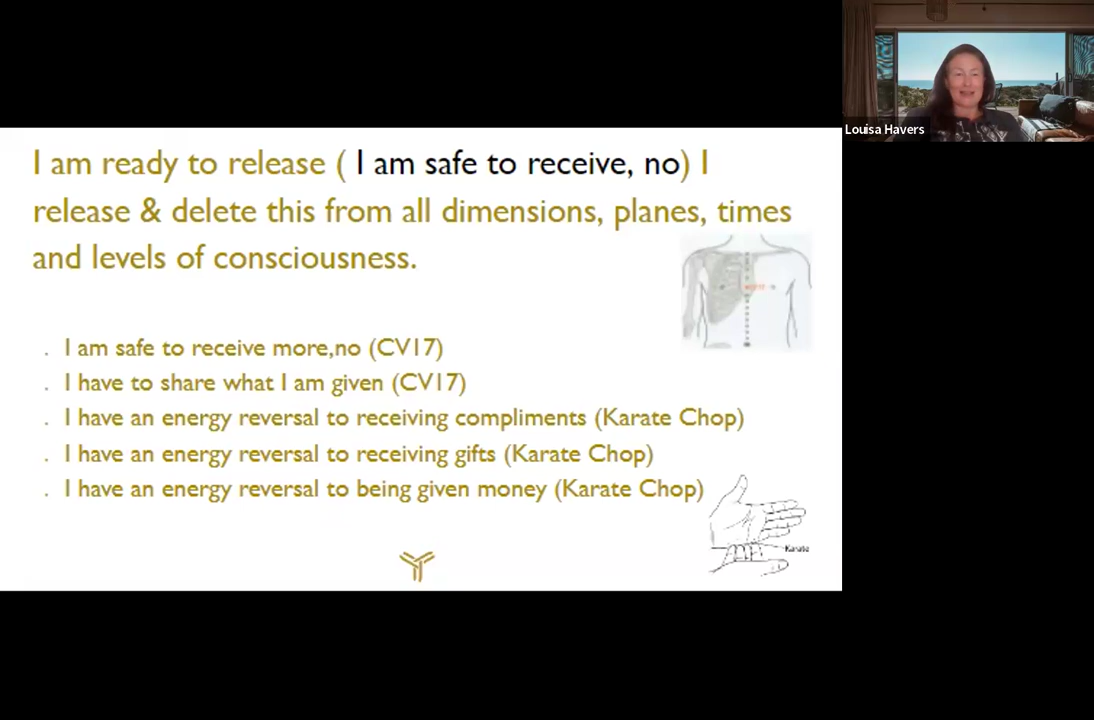 Louisa Havers
I am ready to release ( I am safe to receive, no) I
release & delete this from all dimensions, planes, times
and levels of consciousness.
. I am safe to receive more,no (CV17)
. I have to share what I am given (CV17)
. I have an energy reversal to receiving compliments (Karate Chop)
. I have an energy reversal to receiving gifts (Karate Chop)
. I have an energy reversal to being given money (Karate Chop)
Karate